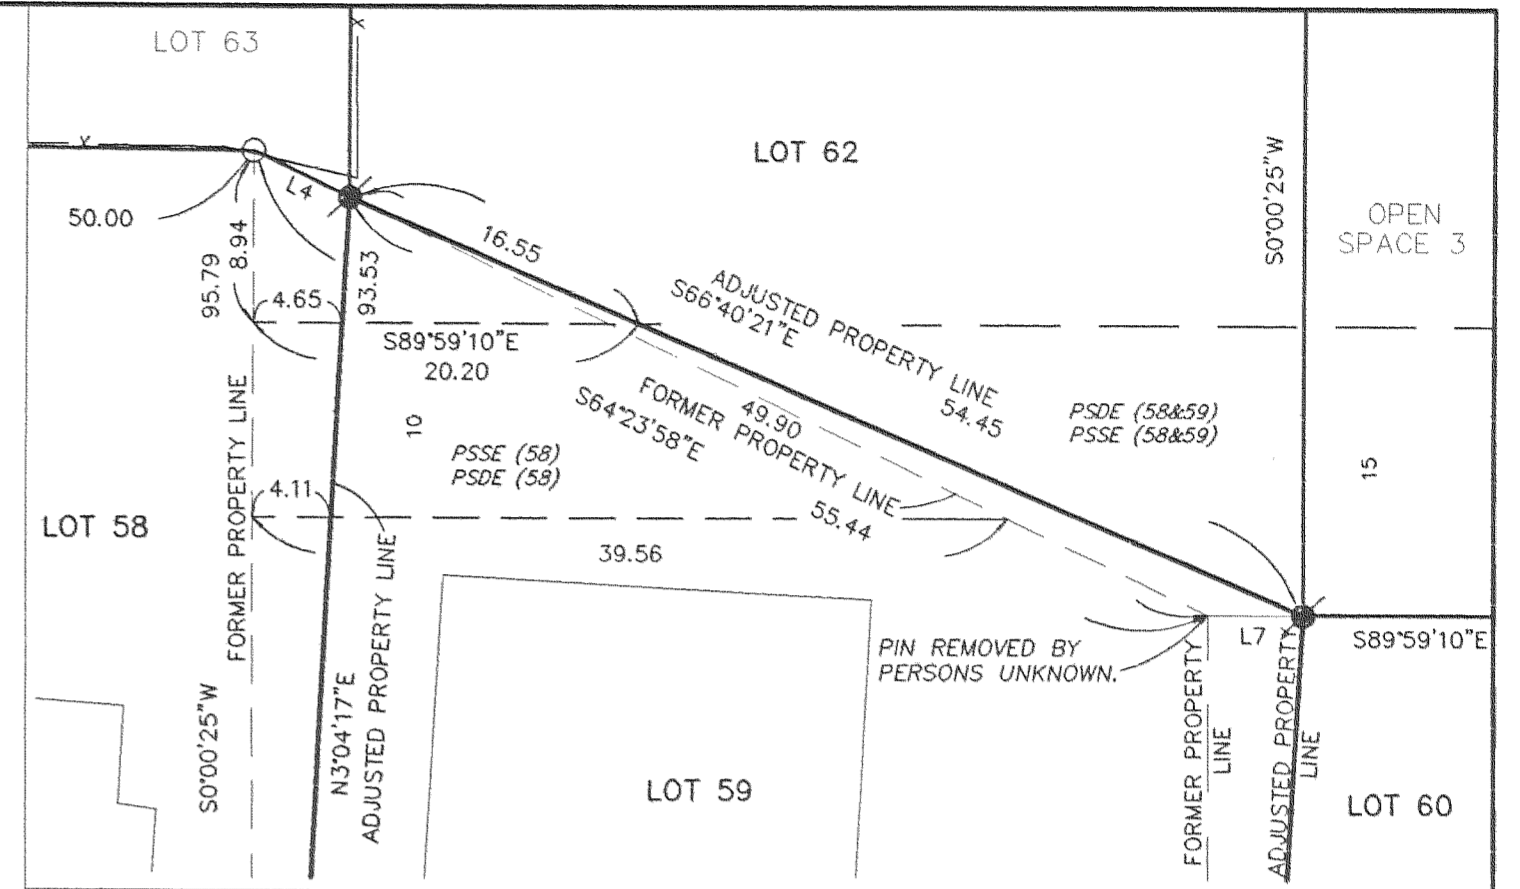 LOT 63
X
LOT 62
S0°00'25"W
OPEN
SPACE 3
X
L4
50.00
8.94
95.79
16.55
93.53
4.65
ADJUSTED PROPERTY LINE
S66°40'21"E
54.45
S89°59'10"E
20.20
FORMER PROPERTY LINE
49.90
S64°23'58"E
55.44
PSDE (58&59)
PSSE (58&59)
10
15
PSSE (58)
PSDE (58)
4.11
LOT 58
FORMER PROPERTY LINE
39.56
ADJUSTED PROPERTY LINE
N3°04'17"E
S0°00'25"W
PIN REMOVED BY
PERSONS UNKNOWN.
L7
S89°59'10"E
FORMER PROPERTY
LINE
ADJUSTED PROPERTY
LINE
LOT 59
LOT 60